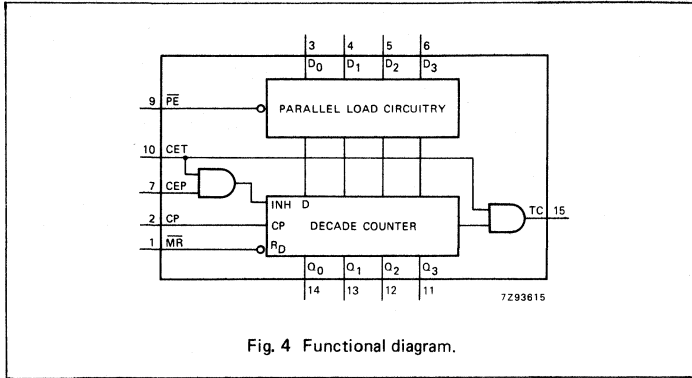 3 4 5 6
D0 D1 D2 D3
9 PE
PARALLEL LOAD CIRCUITRY
10 CET
7 CEP
INH D
TC 15
2 CP
CP DECADE COUNTER
1 MR
RD
Q0 Q1 Q2 Q3
14 13 12 11
7Z93615
Fig. 4 Functional diagram.